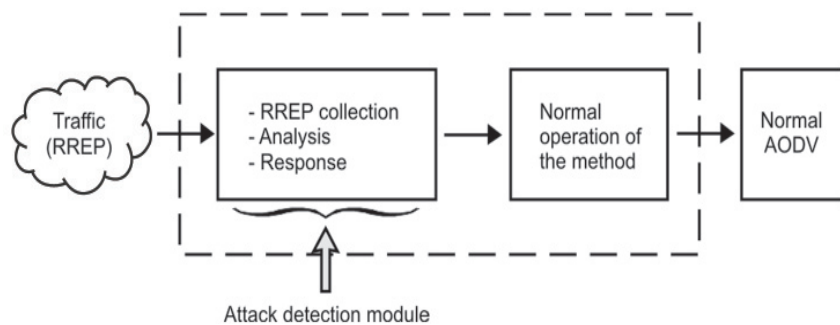 Traffic
(RREP)
- RREP collection
- Analysis
- Response
Normal
operation of
the method
Normal
AODV
Attack detection module